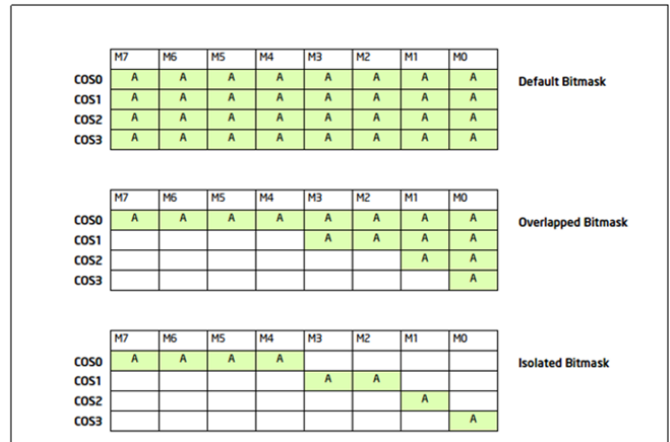 M7 M6 M5 M4 M3 M2 M1 M0
COS0 A A A A A A A A
COS1 A A A A A A A A Default Bitmask
COS2 A A A A A A A A
COS3 A A A A A A A A
M7 M6 M5 M4 M3 M2 M1 M0
COS0 A A A A A A A A Overlapped Bitmask
COS1 A A A A
COS2 A A
COS3 A
M7 M6 M5 M4 M3 M2 M1 M0
COS0 A A A A Isolated Bitmask
COS1 A A
COS2 A
COS3 A